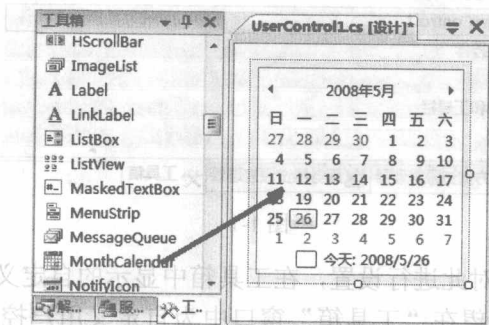 工具箱
HScrollBar
ImageList
A Label
A LinkLabel
ListBox
ListView
MaskedTextBox
MenuStrip
MessageQueue
MonthCalendar
NotifyIcon
解... 服... 工..
UserControl1.cs [设计]*
2008年5月
日 一 二 三 四 五 六
27 28 29 30 1 2 3
4 5 6 7 8 9 10
11 12 13 14 15 16 17
18 19 20 21 22 23 24
25 26 27 28 29 30 31
1 2 3 4 5 6 7
今天: 2008/5/26